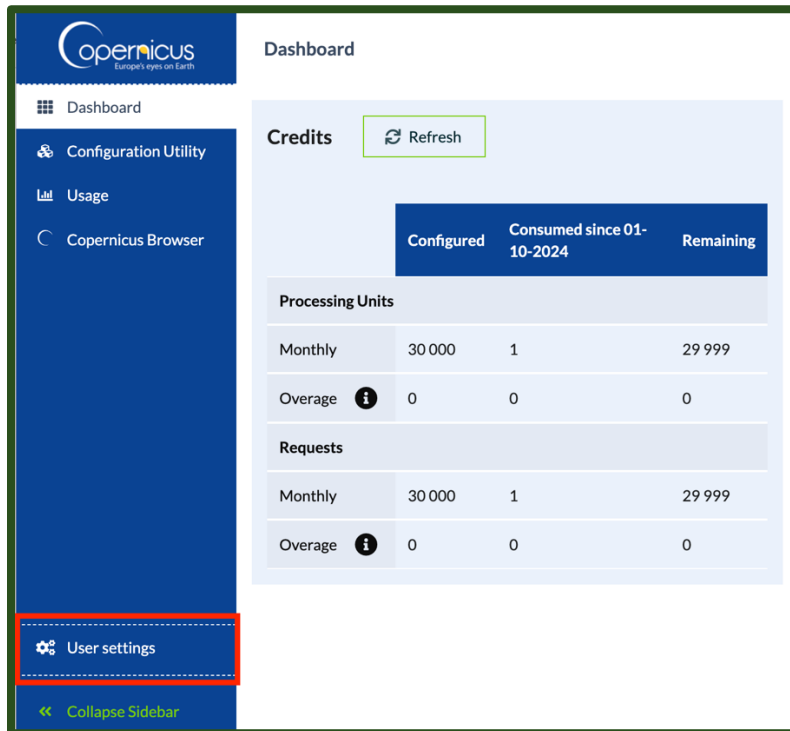 Copernicus
Europe's eyes on Earth
Dashboard
Dashboard
Configuration Utility
Usage
Copernicus Browser
User settings
Collapse Sidebar
Credits
Refresh
Configured Consumed since 01-
10-2024 Remaining
Processing Units
Monthly 30 000 1 29 999
Overage 0 0 0
Requests
Monthly 30 000 1 29 999
Overage 0 0 0